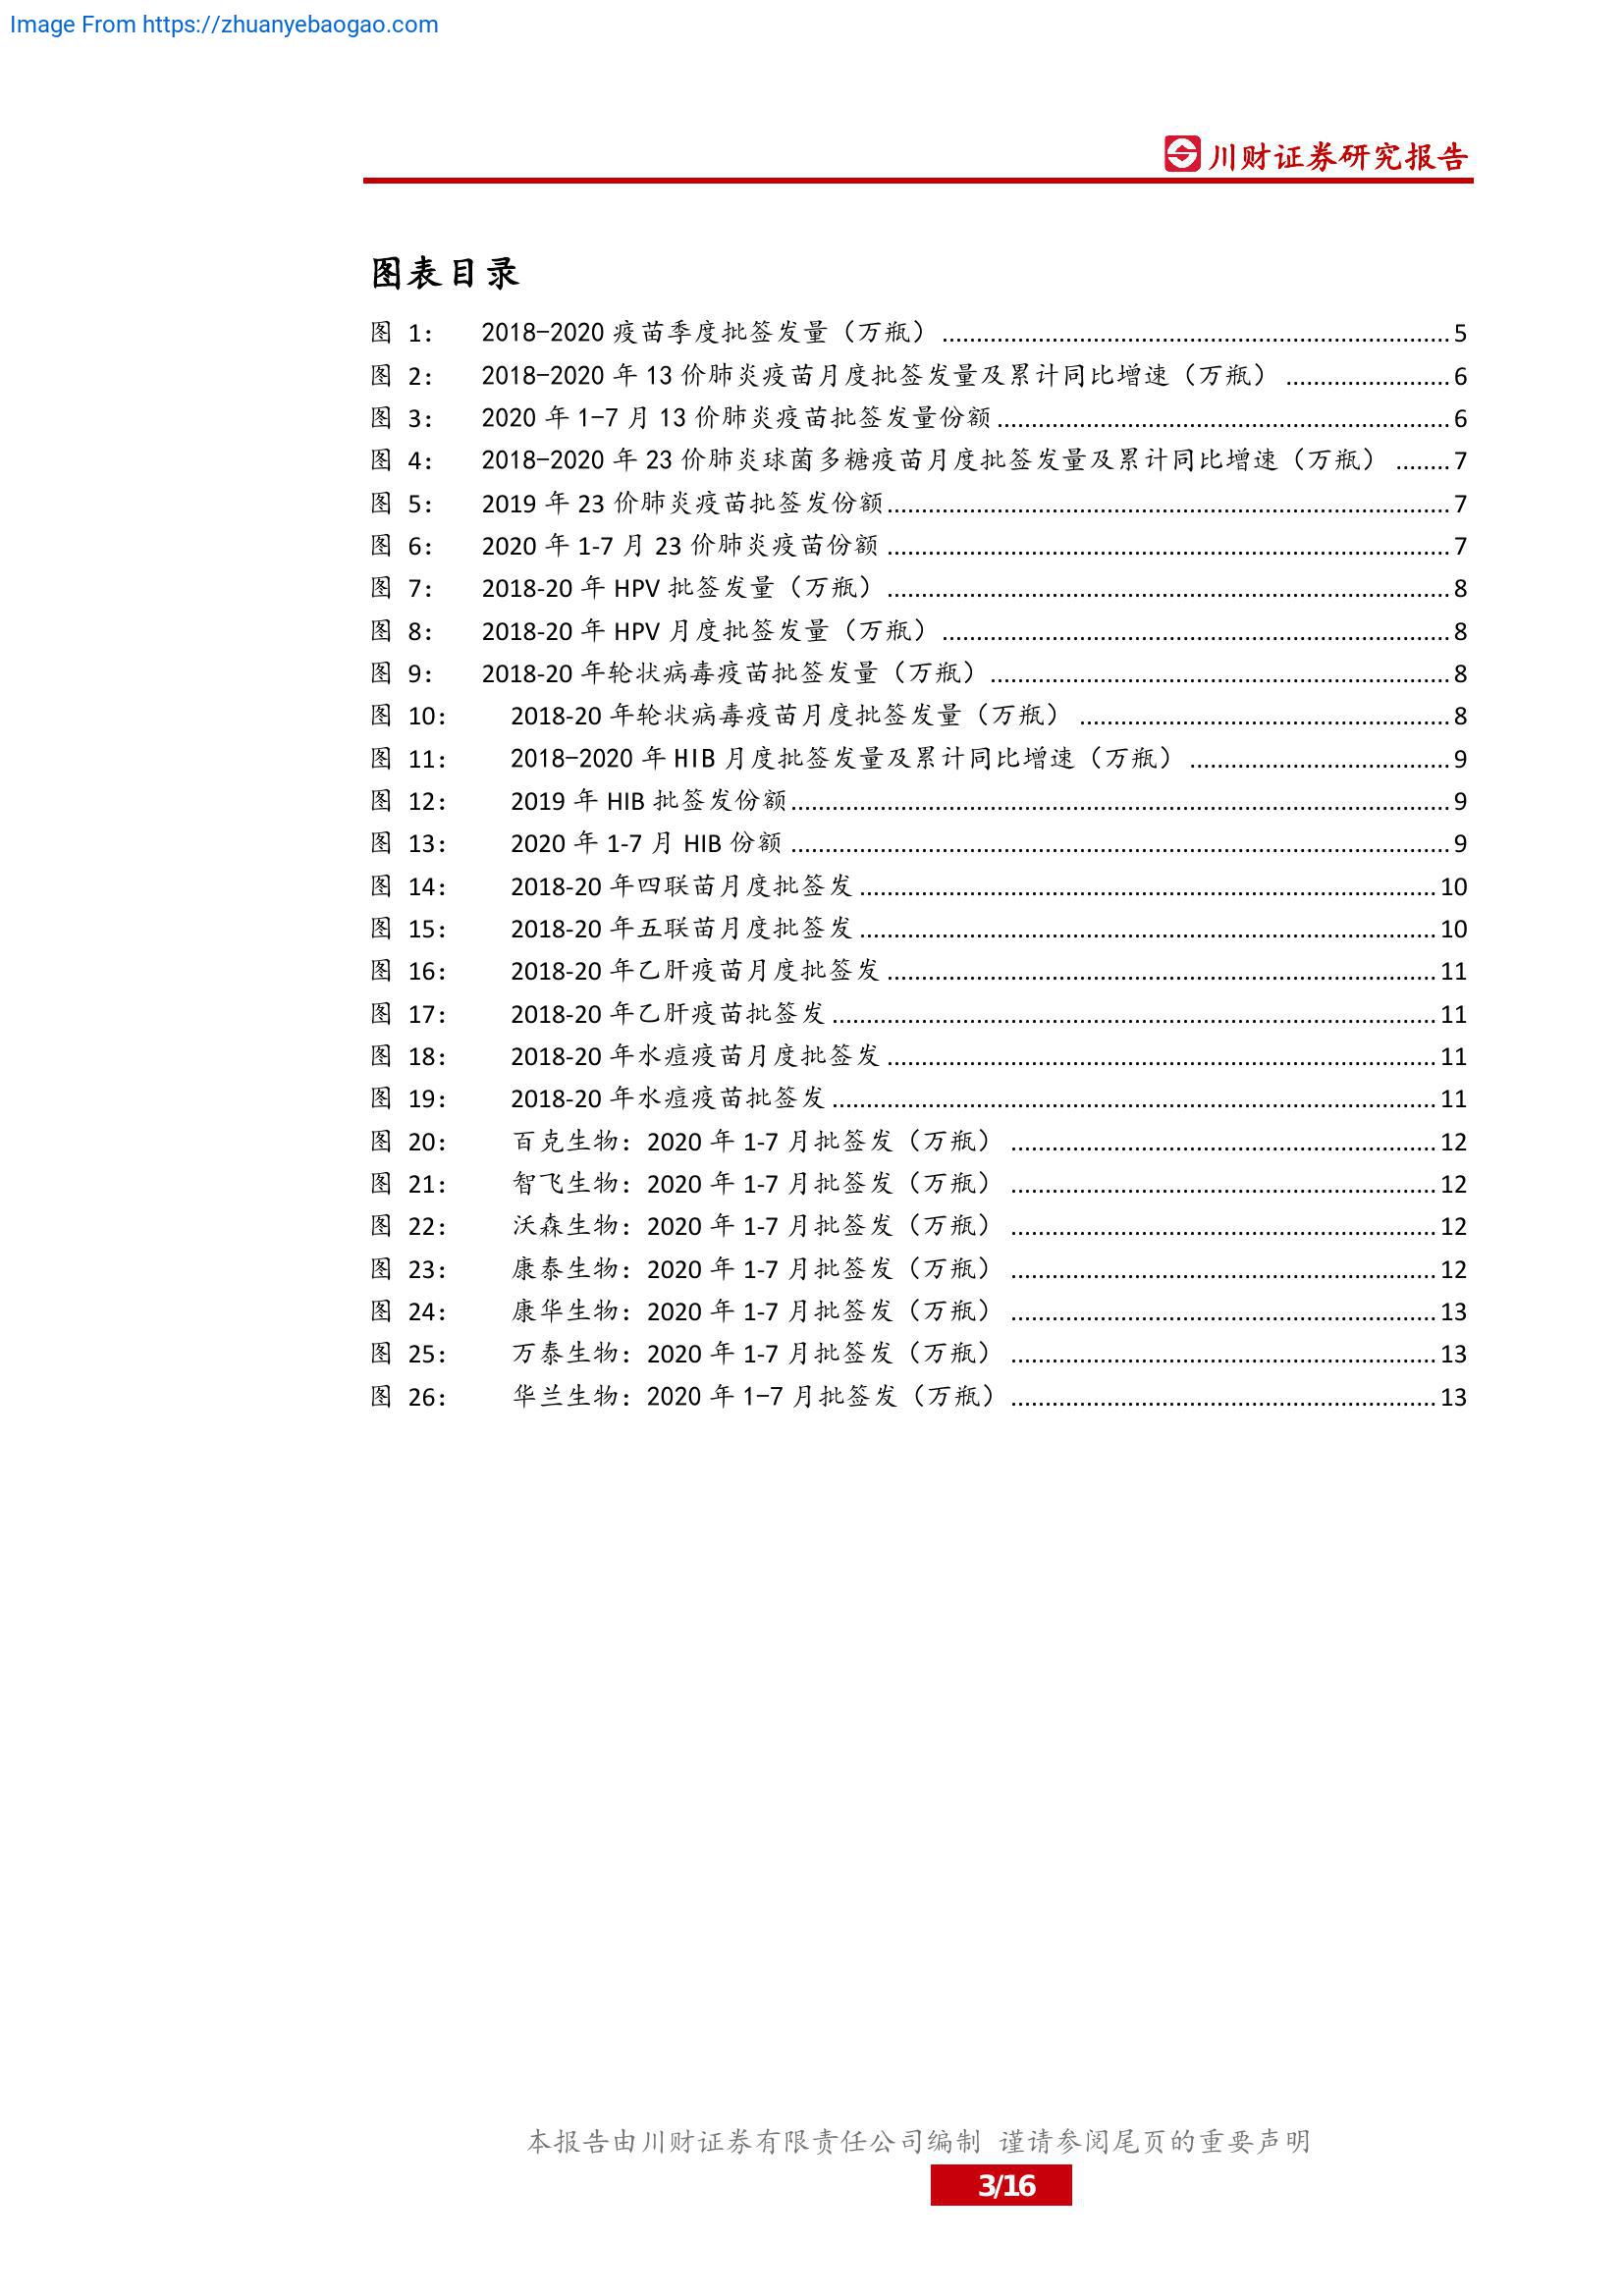 Image From https://zhuanyebaogao.com
川财证券研究报告
图表目录
图 1: 2018-2020 疫苗季度批签发量（万瓶）5
图 2: 2018-2020 年 13 价肺炎疫苗月度批签发量及累计同比增速（万瓶）6
图 3: 2020 年 1-7 月 13 价肺炎疫苗批签发量份额 6
图 4: 2018-2020 年 23 价肺炎球菌多糖疫苗月度批签发量及累计同比增速（万瓶）7
图 5: 2019 年 23 价肺炎疫苗批签发份额 7
图 6: 2020 年 1-7 月 23 价肺炎疫苗份额 7
图 7: 2018-20 年 HPV 批签发量（万瓶）8
图 8: 2018-20 年 HPV 月度批签发量（万瓶）8
图 9: 2018-20 年轮状病毒疫苗批签发量（万瓶）8
图 10: 2018-20 年轮状病毒疫苗月度批签发量（万瓶）8
图 11: 2018-2020 年 HIB 月度批签发量及累计同比增速（万瓶）9
图 12: 2019 年 HIB 批签发份额 9
图 13: 2020 年 1-7 月 HIB 份额 9
图 14: 2018-20 年四联苗月度批签发 10
图 15: 2018-20 年五联苗月度批签发 10
图 16: 2018-20 年乙肝疫苗月度批签发 11
图 17: 2018-20 年乙肝疫苗批签发 11
图 18: 2018-20 年水痘疫苗月度批签发 11
图 19: 2018-20 年水痘疫苗批签发 11
图 20: 百克生物：2020 年 1-7 月批签发（万瓶）12
图 21: 智飞生物：2020 年 1-7 月批签发（万瓶）12
图 22: 沃森生物：2020 年 1-7 月批签发（万瓶）12
图 23: 康泰生物：2020 年 1-7 月批签发（万瓶）12
图 24: 康华生物：2020 年 1-7 月批签发（万瓶）13
图 25: 万泰生物：2020 年 1-7 月批签发（万瓶）13
图 26: 华兰生物：2020 年 1-7 月批签发（万瓶）13
本报告由川财证券有限责任公司编制 谨请参阅尾页的重要声明
3/16